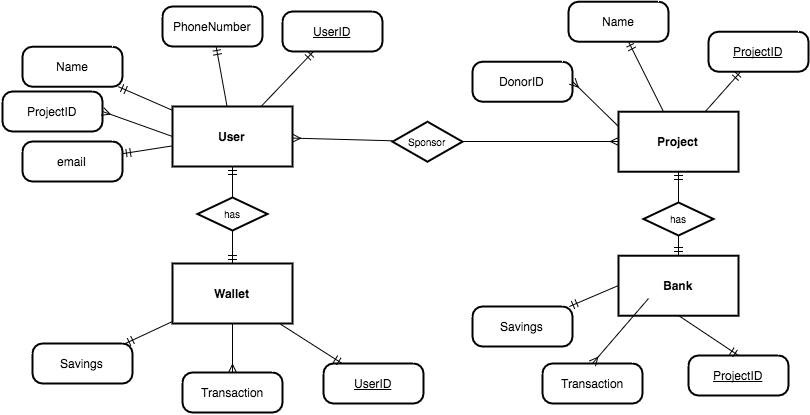 PhoneNumber
UserID
Name
ProjectID
Name
DonorID
ProjectID
email
User
Sponsor
Project
has
has
Wallet
Bank
Savings
Savings
Transaction
UserID
Transaction
ProjectID